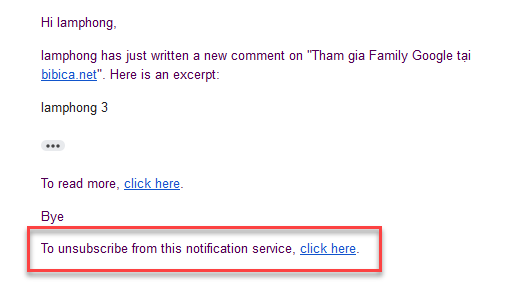 Hi lamphong,
lamphong has just written a new comment on "Tham gia Family Google tại
bibica.net". Here is an excerpt:
lamphong 3
To read more, click here.
Bye
To unsubscribe from this notification service, click here.